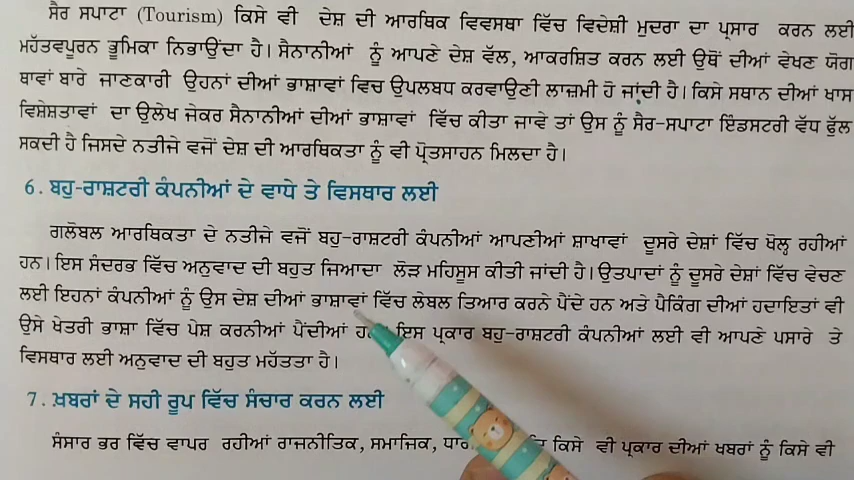 ਸੈਰ ਸਪਾਟਾ (Tourism) ਕਿਸੇ ਵੀ ਦੇਸ਼ ਦੀ ਆਰਥਿਕ ਵਿਵਸਥਾ ਵਿੱਚ ਵਿਦੇਸ਼ੀ ਮੁਦਰਾ ਦਾ ਪ੍ਰਸਾਰ ਕਰਨ ਲਈ
ਮਹੱਤਵਪੂਰਨ ਭੂਮਿਕਾ ਨਿਭਾਉਂਦਾ ਹੈ। ਸੈਨਾਨੀਆਂ ਨੂੰ ਆਪਣੇ ਦੇਸ਼ ਵੱਲ, ਆਕਰਸ਼ਿਤ ਕਰਨ ਲਈ ਉਥੋਂ ਦੀਆਂ ਵੇਖਣ ਯੋਗ
ਥਾਵਾਂ ਬਾਰੇ ਜਾਣਕਾਰੀ ਉਹਨਾਂ ਦੀਆਂ ਭਾਸ਼ਾਵਾਂ ਵਿਚ ਉਪਲਬਧ ਕਰਵਾਉਣੀ ਲਾਜ਼ਮੀ ਹੋ ਜਾਂਦੀ ਹੈ। ਕਿਸੇ ਸਥਾਨ ਦੀਆਂ ਖਾਸ
ਵਿਸ਼ੇਸ਼ਤਾਵਾਂ ਦਾ ਉਲੇਖ ਜੇਕਰ ਸੈਨਾਨੀਆਂ ਦੀਆਂ ਭਾਸ਼ਾਵਾਂ ਵਿੱਚ ਕੀਤਾ ਜਾਵੇ ਤਾਂ ਉਸ ਨੂੰ ਸੈਰ-ਸਪਾਟਾ ਇੰਡਸਟਰੀ ਵੱਧ ਫੁੱਲ
ਸਕਦੀ ਹੈ ਜਿਸਦੇ ਨਤੀਜੇ ਵਜੋਂ ਦੇਸ਼ ਦੀ ਆਰਥਿਕਤਾ ਨੂੰ ਵੀ ਪ੍ਰੋਤਸਾਹਨ ਮਿਲਦਾ ਹੈ।
6. ਬਹੁ-ਰਾਸ਼ਟਰੀ ਕੰਪਨੀਆਂ ਦੇ ਵਾਧੇ ਤੇ ਵਿਸਥਾਰ ਲਈ
ਗਲੋਬਲ ਆਰਥਿਕਤਾ ਦੇ ਨਤੀਜੇ ਵਜੋਂ ਬਹੁ-ਰਾਸ਼ਟਰੀ ਕੰਪਨੀਆਂ ਆਪਣੀਆਂ ਸ਼ਾਖਾਵਾਂ ਦੂਸਰੇ ਦੇਸ਼ਾਂ ਵਿੱਚ ਖੋਲ੍ਹ ਰਹੀਆਂ
ਹਨ। ਇਸ ਸੰਦਰਭ ਵਿੱਚ ਅਨੁਵਾਦ ਦੀ ਬਹੁਤ ਜਿਆਦਾ ਲੋੜ ਮਹਿਸੂਸ ਕੀਤੀ ਜਾਂਦੀ ਹੈ। ਉਤਪਾਦਾਂ ਨੂੰ ਦੂਸਰੇ ਦੇਸ਼ਾਂ ਵਿੱਚ ਵੇਚਣ
ਲਈ ਇਹਨਾਂ ਕੰਪਨੀਆਂ ਨੂੰ ਉਸ ਦੇਸ਼ ਦੀਆਂ ਭਾਸ਼ਾਵਾਂ ਵਿੱਚ ਲੇਬਲ ਤਿਆਰ ਕਰਨੇ ਪੈਂਦੇ ਹਨ ਅਤੇ ਪੈਕਿੰਗ ਦੀਆਂ ਹਦਾਇਤਾਂ ਵੀ
ਉਸੇ ਖੇਤਰੀ ਭਾਸ਼ਾ ਵਿੱਚ ਪੇਸ਼ ਕਰਨੀਆਂ ਪੈਂਦੀਆਂ ਇਸ ਪ੍ਰਕਾਰ ਬਹੁ-ਰਾਸ਼ਟਰੀ ਕੰਪਨੀਆਂ ਲਈ ਵੀ ਆਪਣੇ ਪਸਾਰੇ ਤੇ
ਵਿਸਥਾਰ ਲਈ ਅਨੁਵਾਦ ਦੀ ਬਹੁਤ ਮਹੱਤਤਾ ਹੈ।
7. ਖ਼ਬਰਾਂ ਦੇ ਸਹੀ ਰੂਪ ਵਿੱਚ ਸੰਚਾਰ ਕਰਨ ਲਈ
ਸੰਸਾਰ ਭਰ ਵਿੱਚ ਵਾਪਰ ਰਹੀਆਂ ਰਾਜਨੀਤਿਕ, ਸਮਾਜਿਕ, ਕਿਸੇ ਵੀ ਪ੍ਰਕਾਰ ਦੀਆਂ ਖਬਰਾਂ ਨੂੰ ਕਿਸੇ ਵੀ